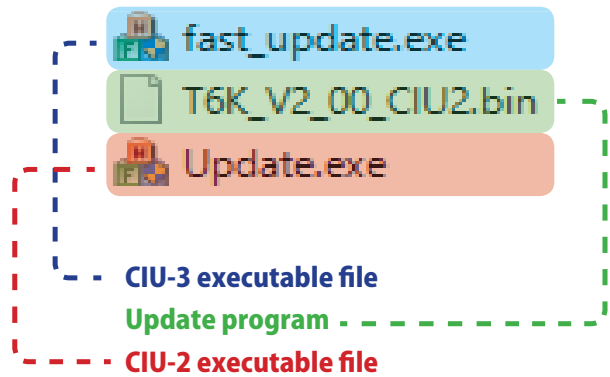 fast_update.exe
T6K_V2_00_CIU2.bin
Update.exe
CIU-3 executable file
Update program
CIU-2 executable file